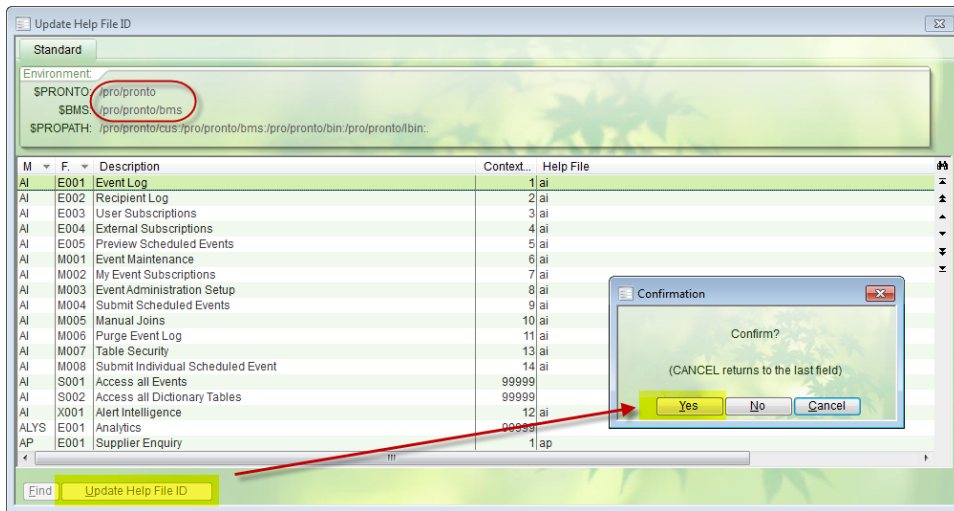 Update Help File ID
Standard
Environment:
$PRONTO: /pro/pronto
$BMS: /pro/pronto/bms
$PROPATH: /pro/pronto/cus:/pro/pronto/bms:/pro/pronto/bin:/pro/pronto/lbin:.
M F. Description Context... Help File
AI E001 Event Log 1 ai
AI E002 Recipient Log 2 ai
AI E003 User Subscriptions 3 ai
AI E004 External Subscriptions 4 ai
AI E005 Preview Scheduled Events 5 ai
AI M001 Event Maintenance 6 ai
AI M002 My Event Subscriptions 7 ai
AI M003 Event Administration Setup 8 ai
AI M004 Submit Scheduled Events 9 ai
AI M005 Manual Joins 10 ai
AI M006 Purge Event Log 11 ai
AI M007 Table Security 13 ai
AI M008 Submit Individual Scheduled Event 14 ai
AI S001 Access all Events 99999
AI S002 Access all Dictionary Tables 99999
AI X001 Alert Intelligence 12 ai
ALYS E001 Analytics 99999
AP E001 Supplier Enquiry 1 ap
Confirmation
Confirm?
(CANCEL returns to the last field)
Yes No Cancel
Find Update Help File ID